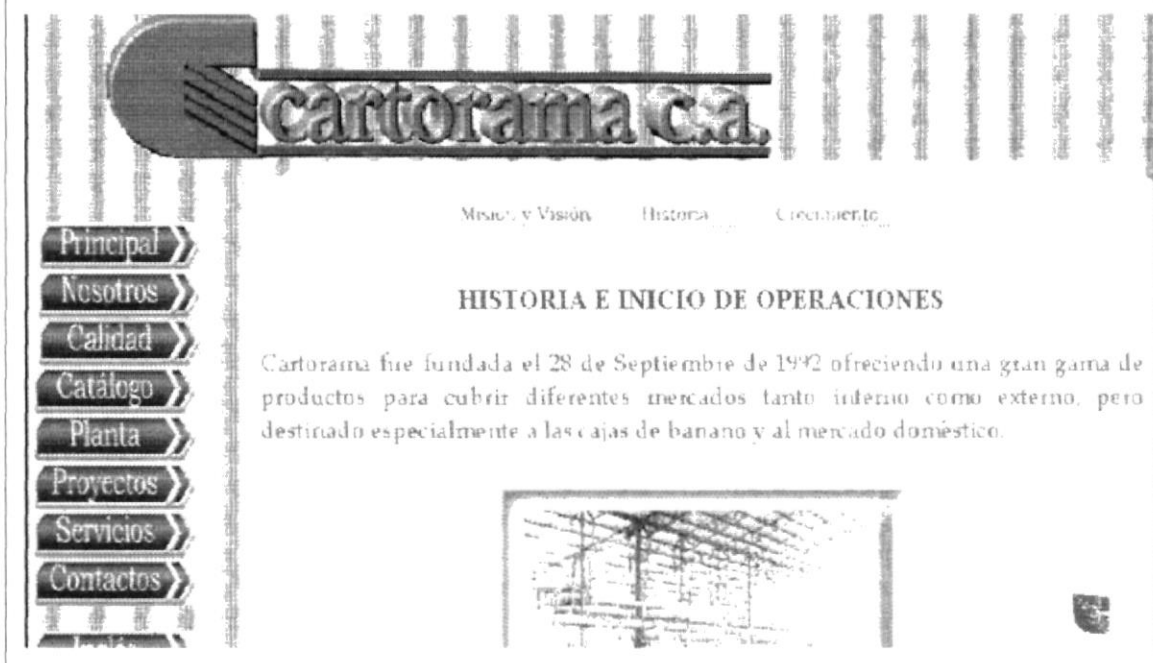 cartorama c.a.
Misión y Visión Historia Crecimiento
Principal
Nosotros
Calidad
Catálogo
Planta
Proyectos
Servicios
Contactos
Inglés
HISTORIA E INICIO DE OPERACIONES
Cartorama fue fundada el 28 de Septiembre de 1992 ofreciendo una gran gama de
productos para cubrir diferentes mercados tanto interno como externo, pero
destinado especialmente a las cajas de banano y al mercado doméstico.